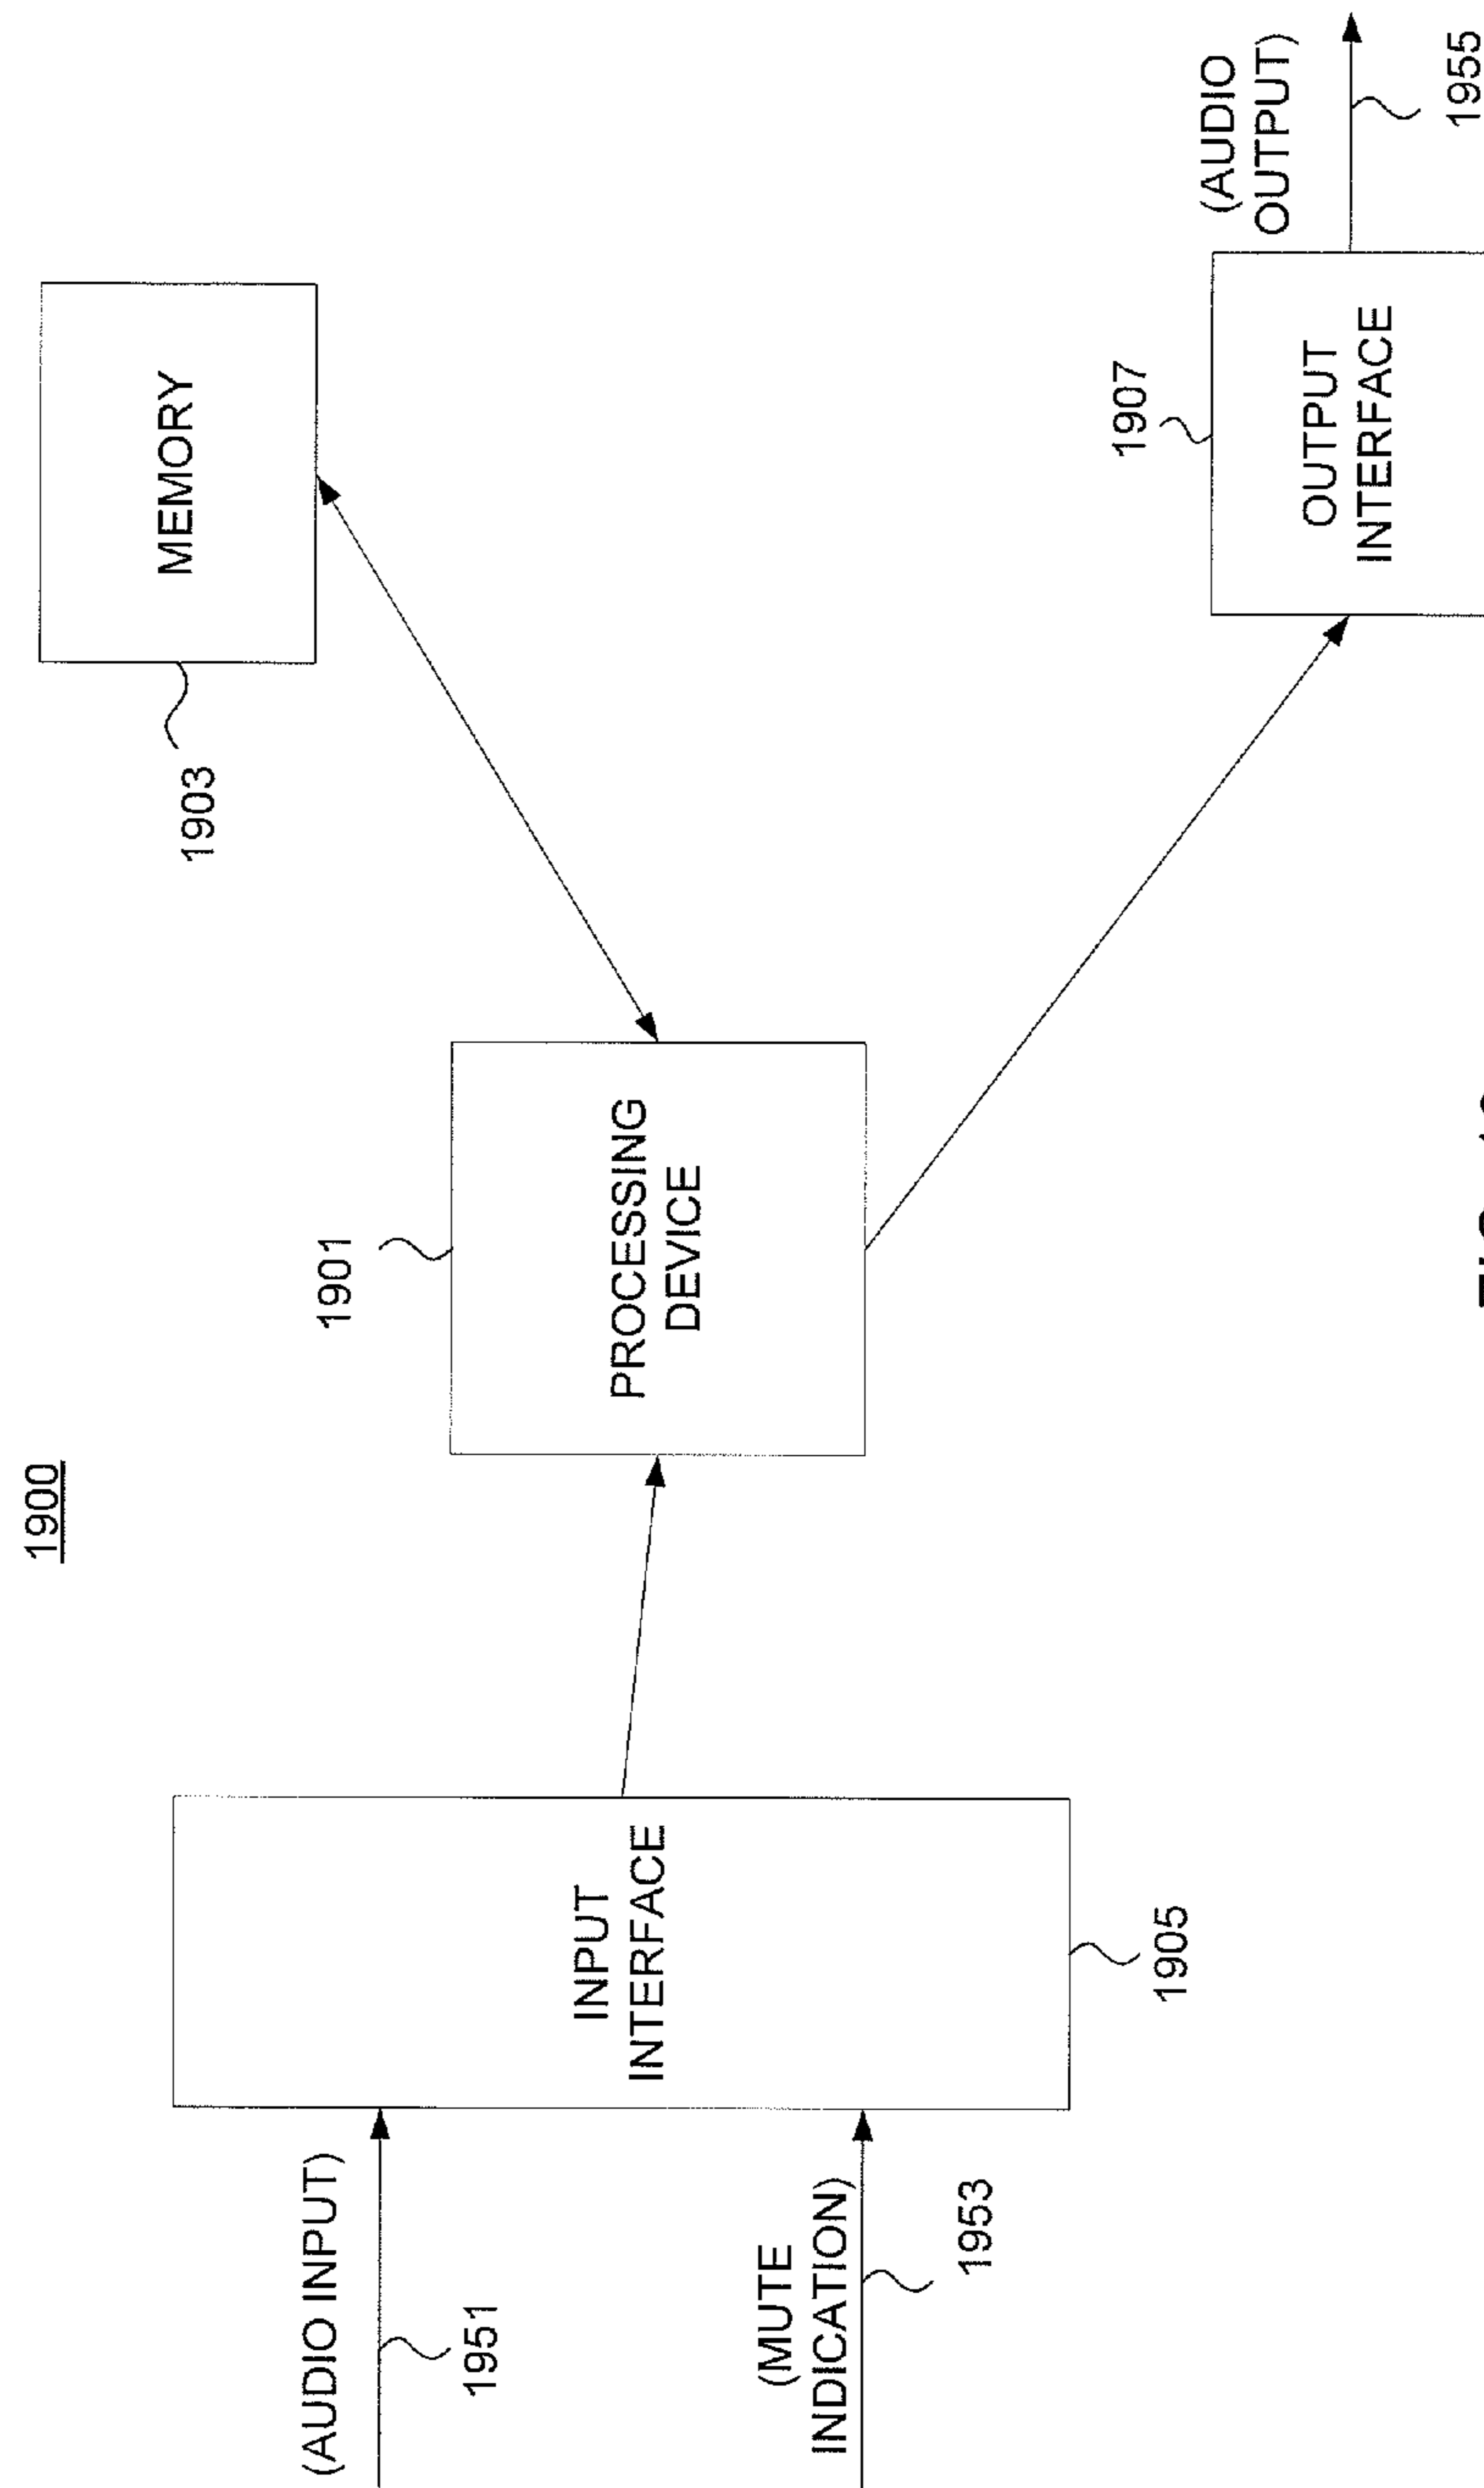 1900
(AUDIO INPUT)
1951
(MUTE
INDICATION)
1953
INPUT
INTERFACE
1905
1901
PROCESSING
DEVICE
1903
MEMORY
1907
OUTPUT
INTERFACE
(AUDIO
OUTPUT)
1955